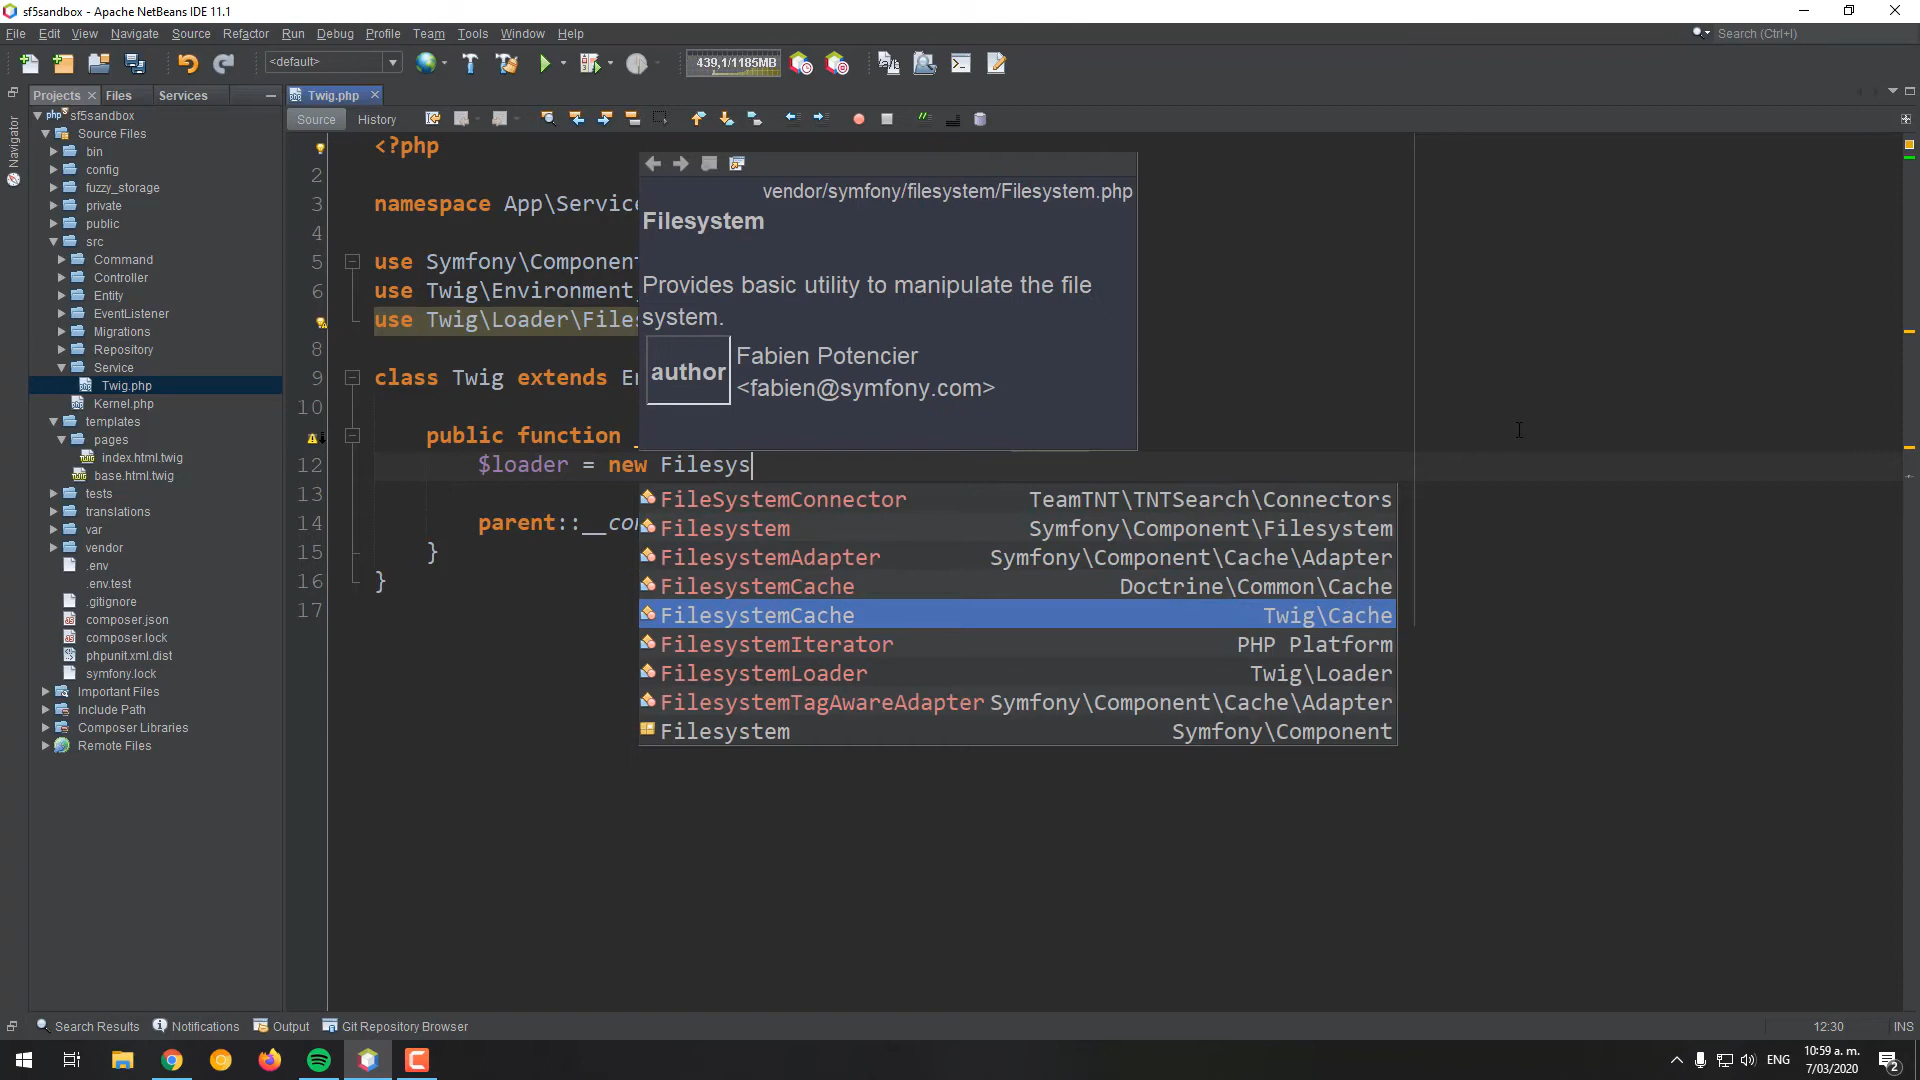 sf5sandbox - Apache NetBeans IDE 11.1
File Edit View Navigate Source Refactor Run Debug Profile Team Tools Window Help
Search (Ctrl+I)
<default>
439,1/1185MB
Projects Files Services
Twig.php
Navigator
Source History
sf5sandbox
Source Files
bin
config
fuzzy_storage
private
public
src
Command
Controller
Entity
EventListener
Migrations
Repository
Service
Twig.php
Kernel.php
templates
pages
index.html.twig
base.html.twig
tests
translations
var
vendor
.env
.env.test
.gitignore
composer.json
composer.lock
phpunit.xml.dist
symfony.lock
Important Files
Include Path
Composer Libraries
Remote Files
<?php
2
3 namespace App\Service
4
5 use Symfony\Component
6 use Twig\Environment
use Twig\Loader\Files
8
9 class Twig extends En
10
public function _
12 $loader = new Filesys
13
14 parent::__con
15 }
16 }
17
vendor/symfony/filesystem/Filesystem.php
Filesystem
Provides basic utility to manipulate the file
system.
author Fabien Potencier
<fabien@symfony.com>
FileSystemConnector TeamTNT\TNTSearch\Connectors
Filesystem Symfony\Component\Filesystem
FilesystemAdapter Symfony\Component\Cache\Adapter
FilesystemCache Doctrine\Common\Cache
FilesystemCache Twig\Cache
FilesystemIterator PHP Platform
FilesystemLoader Twig\Loader
FilesystemTagAwareAdapter Symfony\Component\Cache\Adapter
Filesystem Symfony\Component
Search Results Notifications Output Git Repository Browser
12:30 INS
ENG
10:59 a. m.
7/03/2020
2